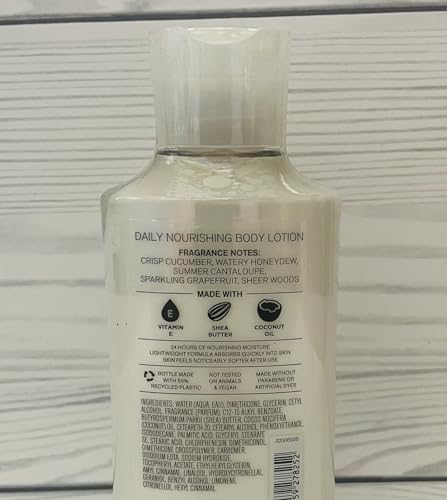 DAILY NOURISHING BODY LOTION
FRAGRANCE NOTES:
CRISP CUCUMBER, WATERY HONEYDEW,
SUMMER CANTALOUPE,
SPARKLING GRAPEFRUIT, SHEER WOODS
MADE WITH
E
VITAMIN
E
SHEA
BUTTER
COCONUT
OIL
24 HOURS OF NOURISHING MOISTURE
LIGHTWEIGHT FORMULA ABSORBS QUICKLY INTO SKIN
SKIN FEELS NOTICEABLY SOFTER AFTER USE
BOTTLE MADE
WITH 50%
RECYCLED PLASTIC
NOT TESTED
ON ANIMALS
& VEGAN
MADE WITHOUT
PARABENS OR
ARTIFICIAL DYES
INGREDIENTS: WATER (AQUA, EAU), DIMETHICONE, GLYCERIN, CETYL
ALCOHOL, FRAGRANCE (PARFUM), C12-15 ALKYL BENZOATE,
BUTYROSPERMUM PARKII (SHEA) BUTTER, COCOS NUCIFERA
(COCONUT) OIL, CETEARETH-20, CETEARYL ALCOHOL, PHENOXYETHANOL,
ISODODECANE, PALMITIC ACID, GLYCERYL STEARATE
SE, STEARIC ACID, CHLORPHENESIN, DIMETHICONOL,
DIMETHICONE CROSSPOLYMER, CARBOMER,
DISODIUM EDTA, SODIUM HYDROXIDE,
TOCOPHERYL ACETATE, ETHYLHEXYLGLYCERIN,
AMYL CINNAMAL, LINALOOL, HYDROXYCITRONELLAL,
GERANIOL, BENZYL ALCOHOL, LIMONENE,
CITRONELLOL, HEXYL CINNAMAL
59278252